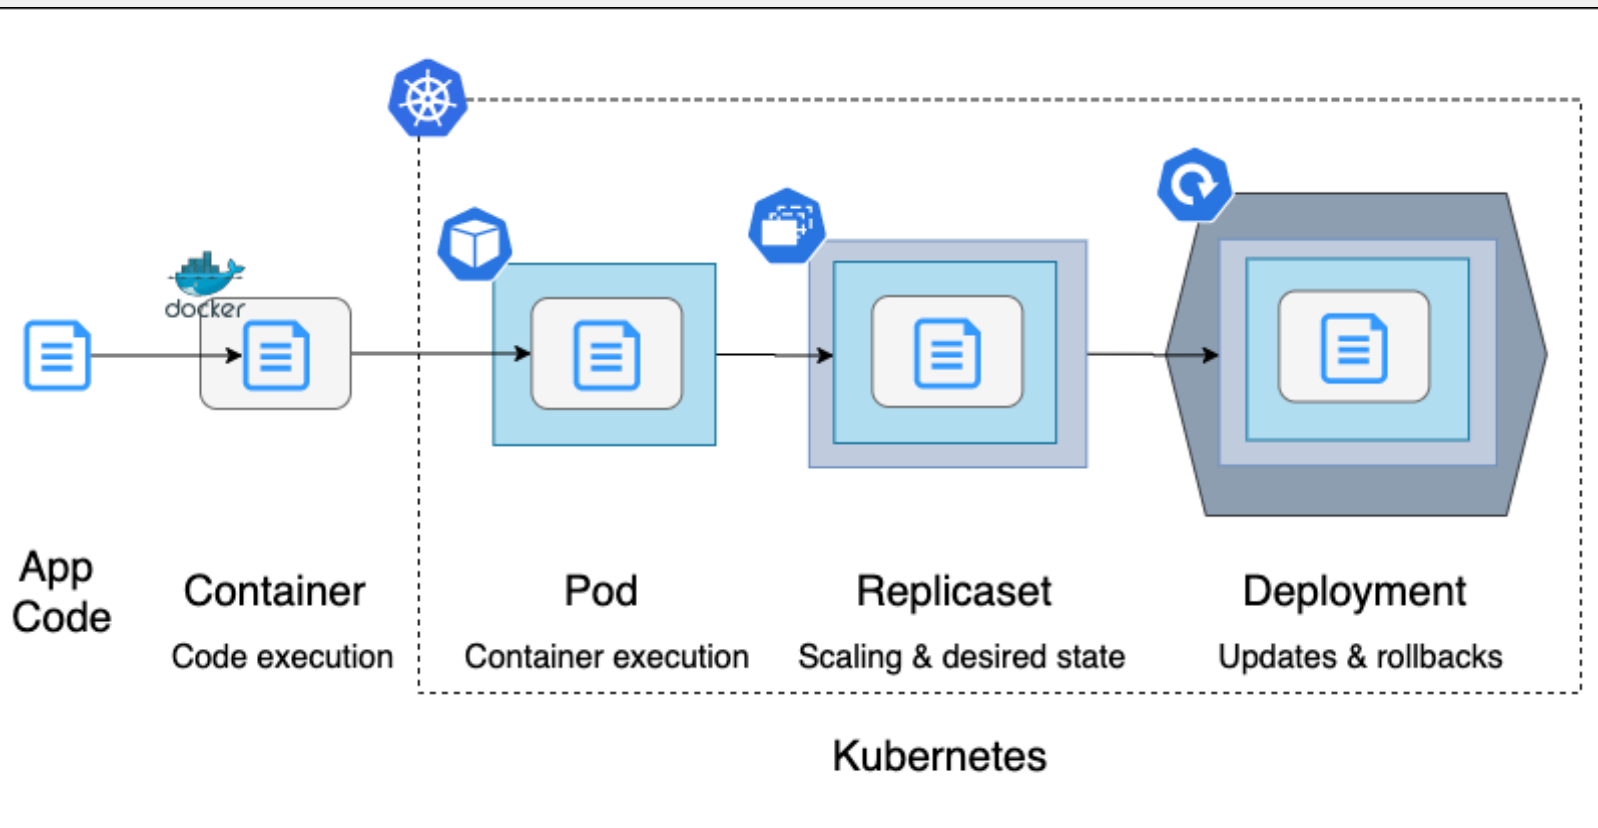 docker
App
Code
Container
Code execution
Pod
Container execution
Replicaset
Scaling & desired state
Deployment
Updates & rollbacks
Kubernetes